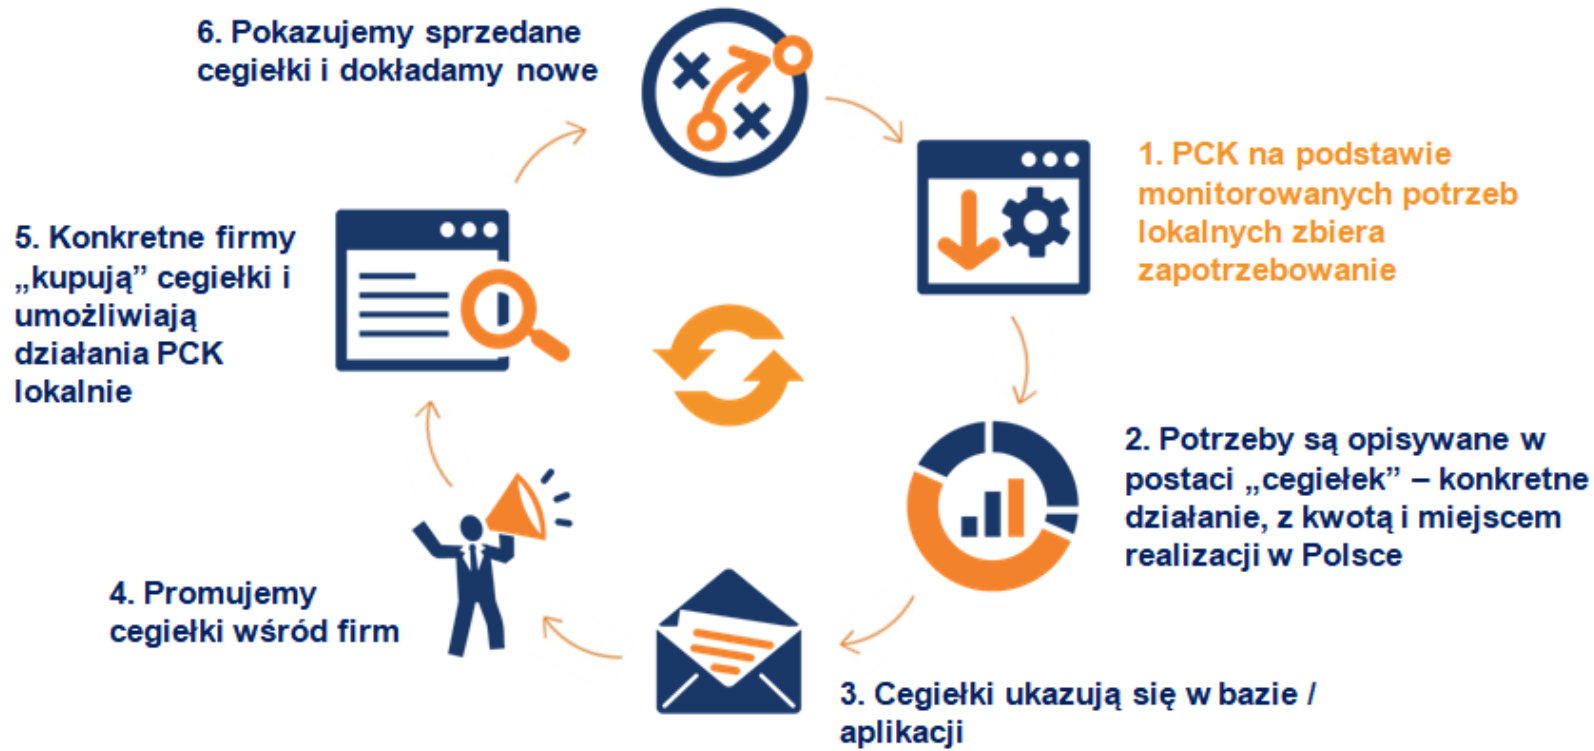 6. Pokazujemy sprzedane
cegiełki i dokładamy nowe
1. PCK na podstawie
monitorowanych potrzeb
lokalnych zbiera
zapotrzebowanie
2. Potrzeby są opisywane w
postaci „cegiełek” – konkretne
działanie, z kwotą i miejscem
realizacji w Polsce
3. Cegiełki ukazują się w bazie /
aplikacji
4. Promujemy
cegiełki wśród firm
5. Konkretne firmy
„kupują” cegiełki i
umożliwiają
działania PCK
lokalnie